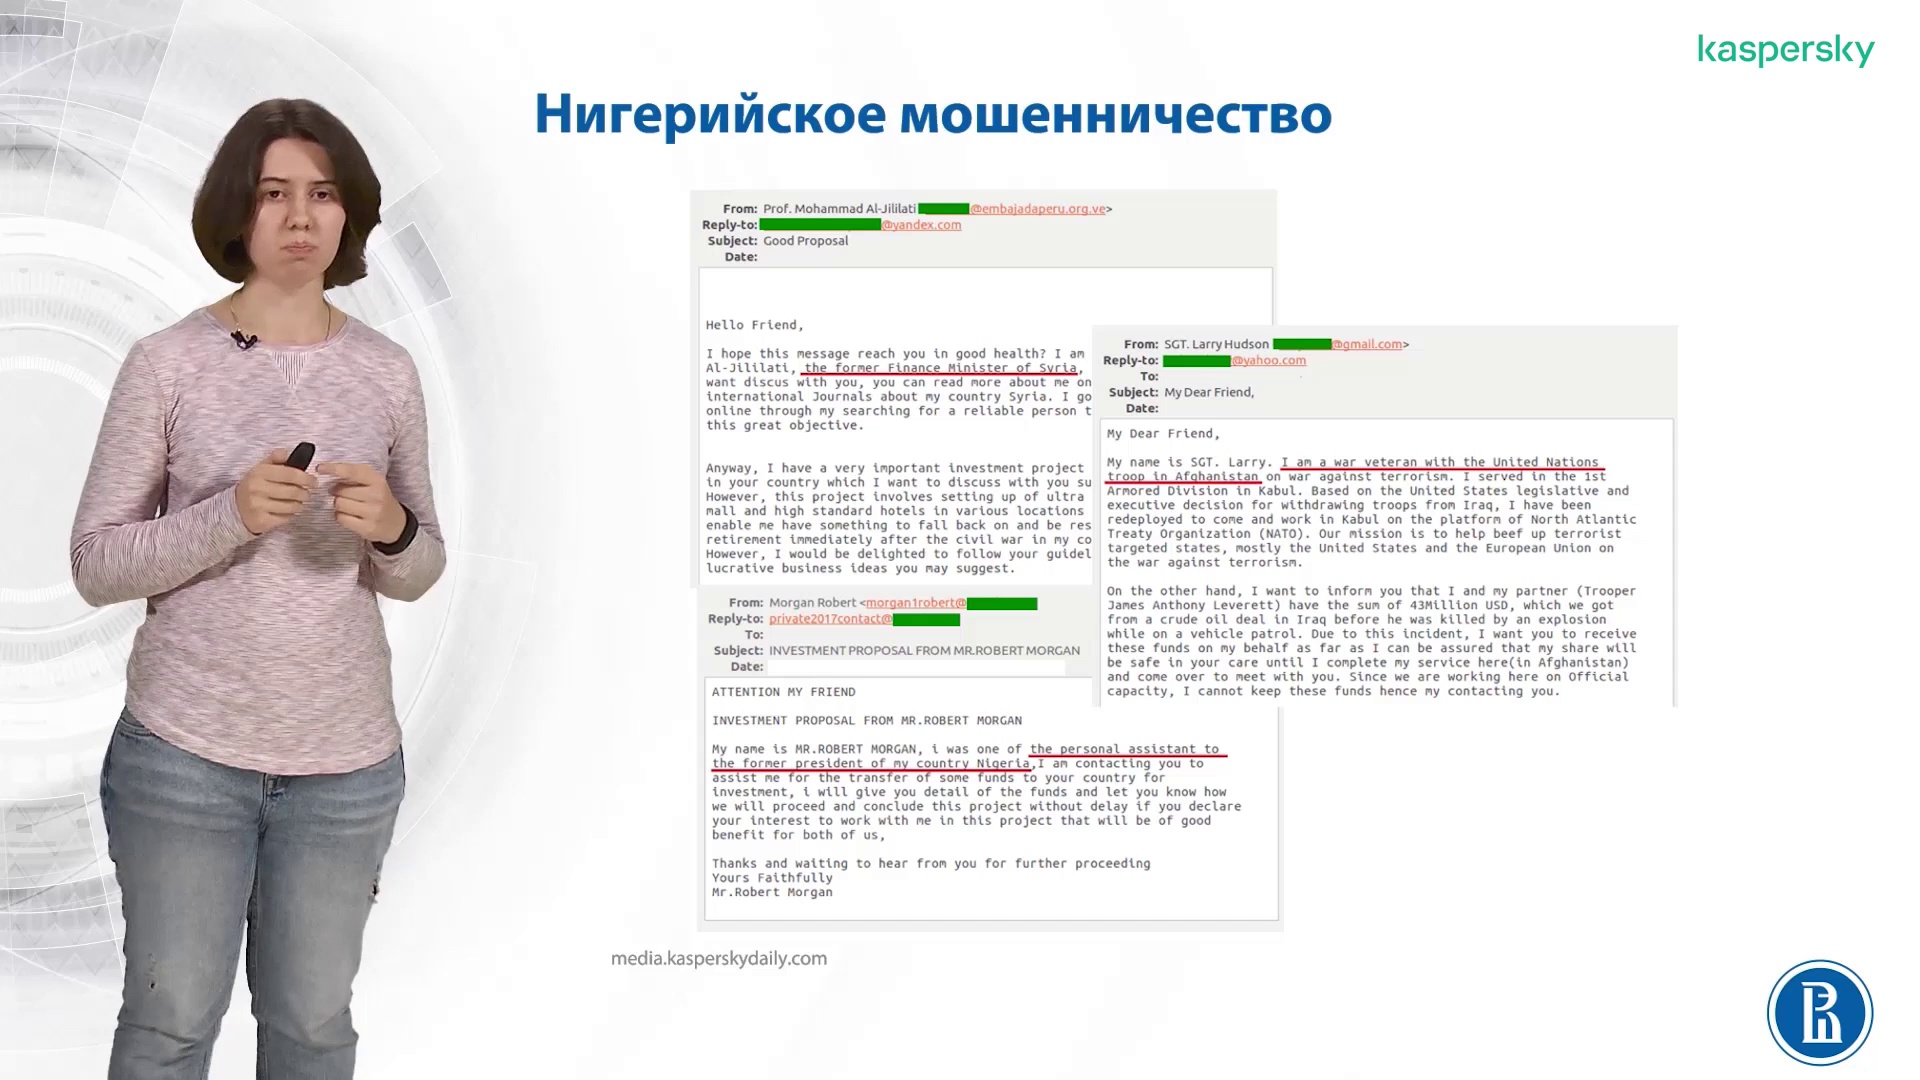 kaspersky
Нигерийское мошенничество
From: Prof. Mohammad Al-Jililati @embajadaperu.org.ve>
Reply-to: @yandex.com
Subject: Good Proposal
Date:
Hello Friend,
I hope this message reach you in good health? I am
Al-Jililati, the former Finance Minister of Syria,
want discus with you, you can read more about me on
international Journals about my country Syria. I go
online through my searching for a reliable person t
this great objective.
Anyway, I have a very important investment project
in your country which I want to discuss with you su
However, this project involves setting up of ultra
mall and high standard hotels in various locations
enable me have something to fall back on and be res
retirement immediately after the civil war in my co
However, I would be delighted to follow your guidel
lucrative business ideas you may suggest.
From: SGT. Larry Hudson @gmail.com>
Reply-to: @yahoo.com
To:
Subject: My Dear Friend,
Date:
My Dear Friend,
My name is SGT. Larry. I am a war veteran with the United Nations
troop in Afghanistan on war against terrorism. I served in the 1st
Armored Division in Kabul. Based on the United States legislative and
executive decision for withdrawing troops from Iraq, I have been
redeployed to come and work in Kabul on the platform of North Atlantic
Treaty Organization (NATO). Our mission is to help beef up terrorist
targeted states, mostly the United States and the European Union on
the war against terrorism.
On the other hand, I want to inform you that I and my partner (Trooper
James Anthony Leverett) have the sum of 43Million USD, which we got
from a crude oil deal in Iraq before he was killed by an explosion
while on a vehicle patrol. Due to this incident, I want you to receive
these funds on my behalf as far as I can be assured that my share will
be safe in your care until I complete my service here(in Afghanistan)
and come over to meet with you. Since we are working here on Official
capacity, I cannot keep these funds hence my contacting you.
From: Morgan Robert <morgan1robert@
Reply-to: private2017contact@
To:
Subject: INVESTMENT PROPOSAL FROM MR.ROBERT MORGAN
Date:
ATTENTION MY FRIEND
INVESTMENT PROPOSAL FROM MR.ROBERT MORGAN
My name is MR.ROBERT MORGAN, i was one of the personal assistant to
the former president of my country Nigeria,I am contacting you to
assist me for the transfer of some funds to your country for
investment, i will give you detail of the funds and let you know how
we will proceed and conclude this project without delay if you declare
your interest to work with me in this project that will be of good
benefit for both of us,
Thanks and waiting to hear from you for further proceeding
Yours Faithfully
Mr.Robert Morgan
media.kasperskydaily.com